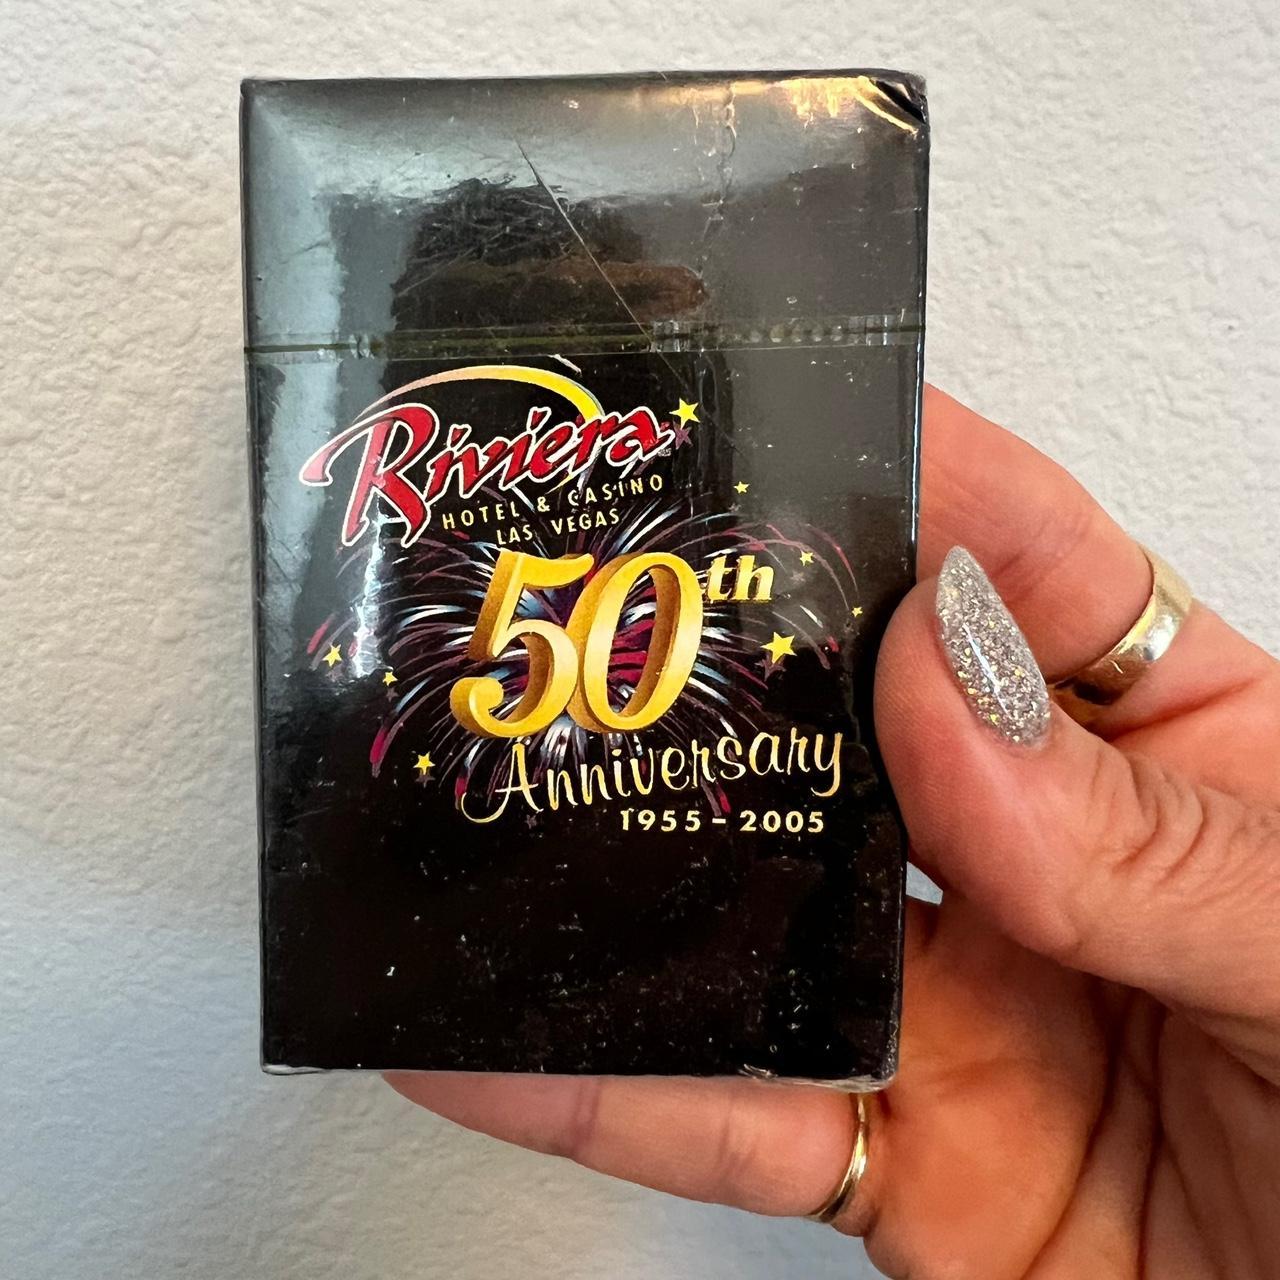 Riviera
HOTEL & CASINO
LAS VEGAS
50th
Anniversary
1955-2005